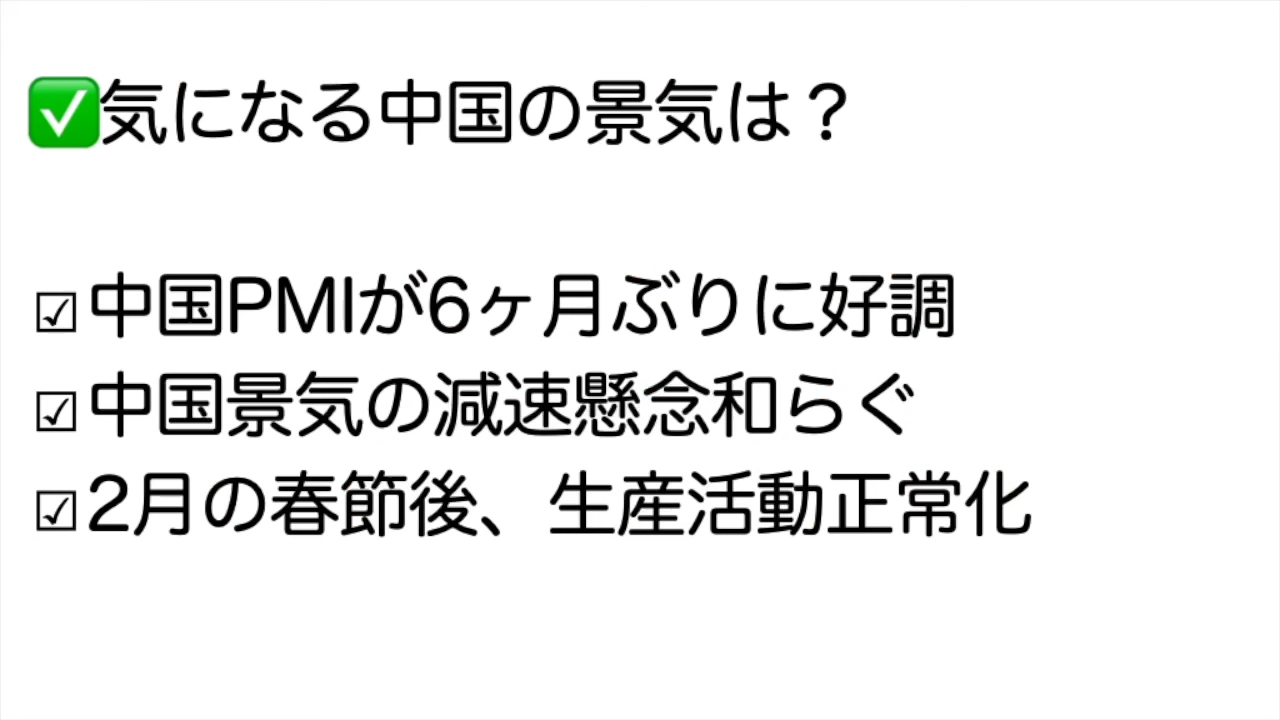 ✅気になる中国の景気は？
☑中国PMIが6ヶ月ぶりに好調
☑中国景気の減速懸念和らぐ
☑2月の春節後、生産活動正常化